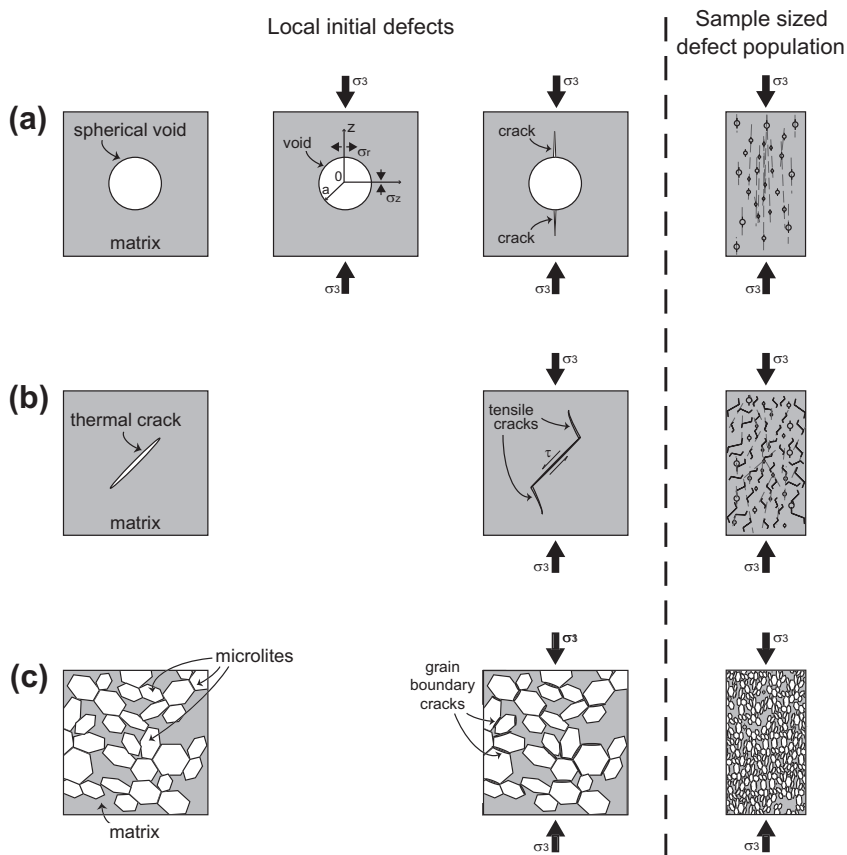 Local initial defects
Sample sized
defect population
(a)
spherical void
matrix
σ3
void
z
σr
0
a
σz
σ3
σ3
crack
crack
σ3
σ3
σ3
(b)
thermal crack
matrix
σ3
tensile
cracks
τ
σ3
σ3
σ3
(c)
microlites
matrix
σ3
grain
boundary
cracks
σ3
σ3
σ3